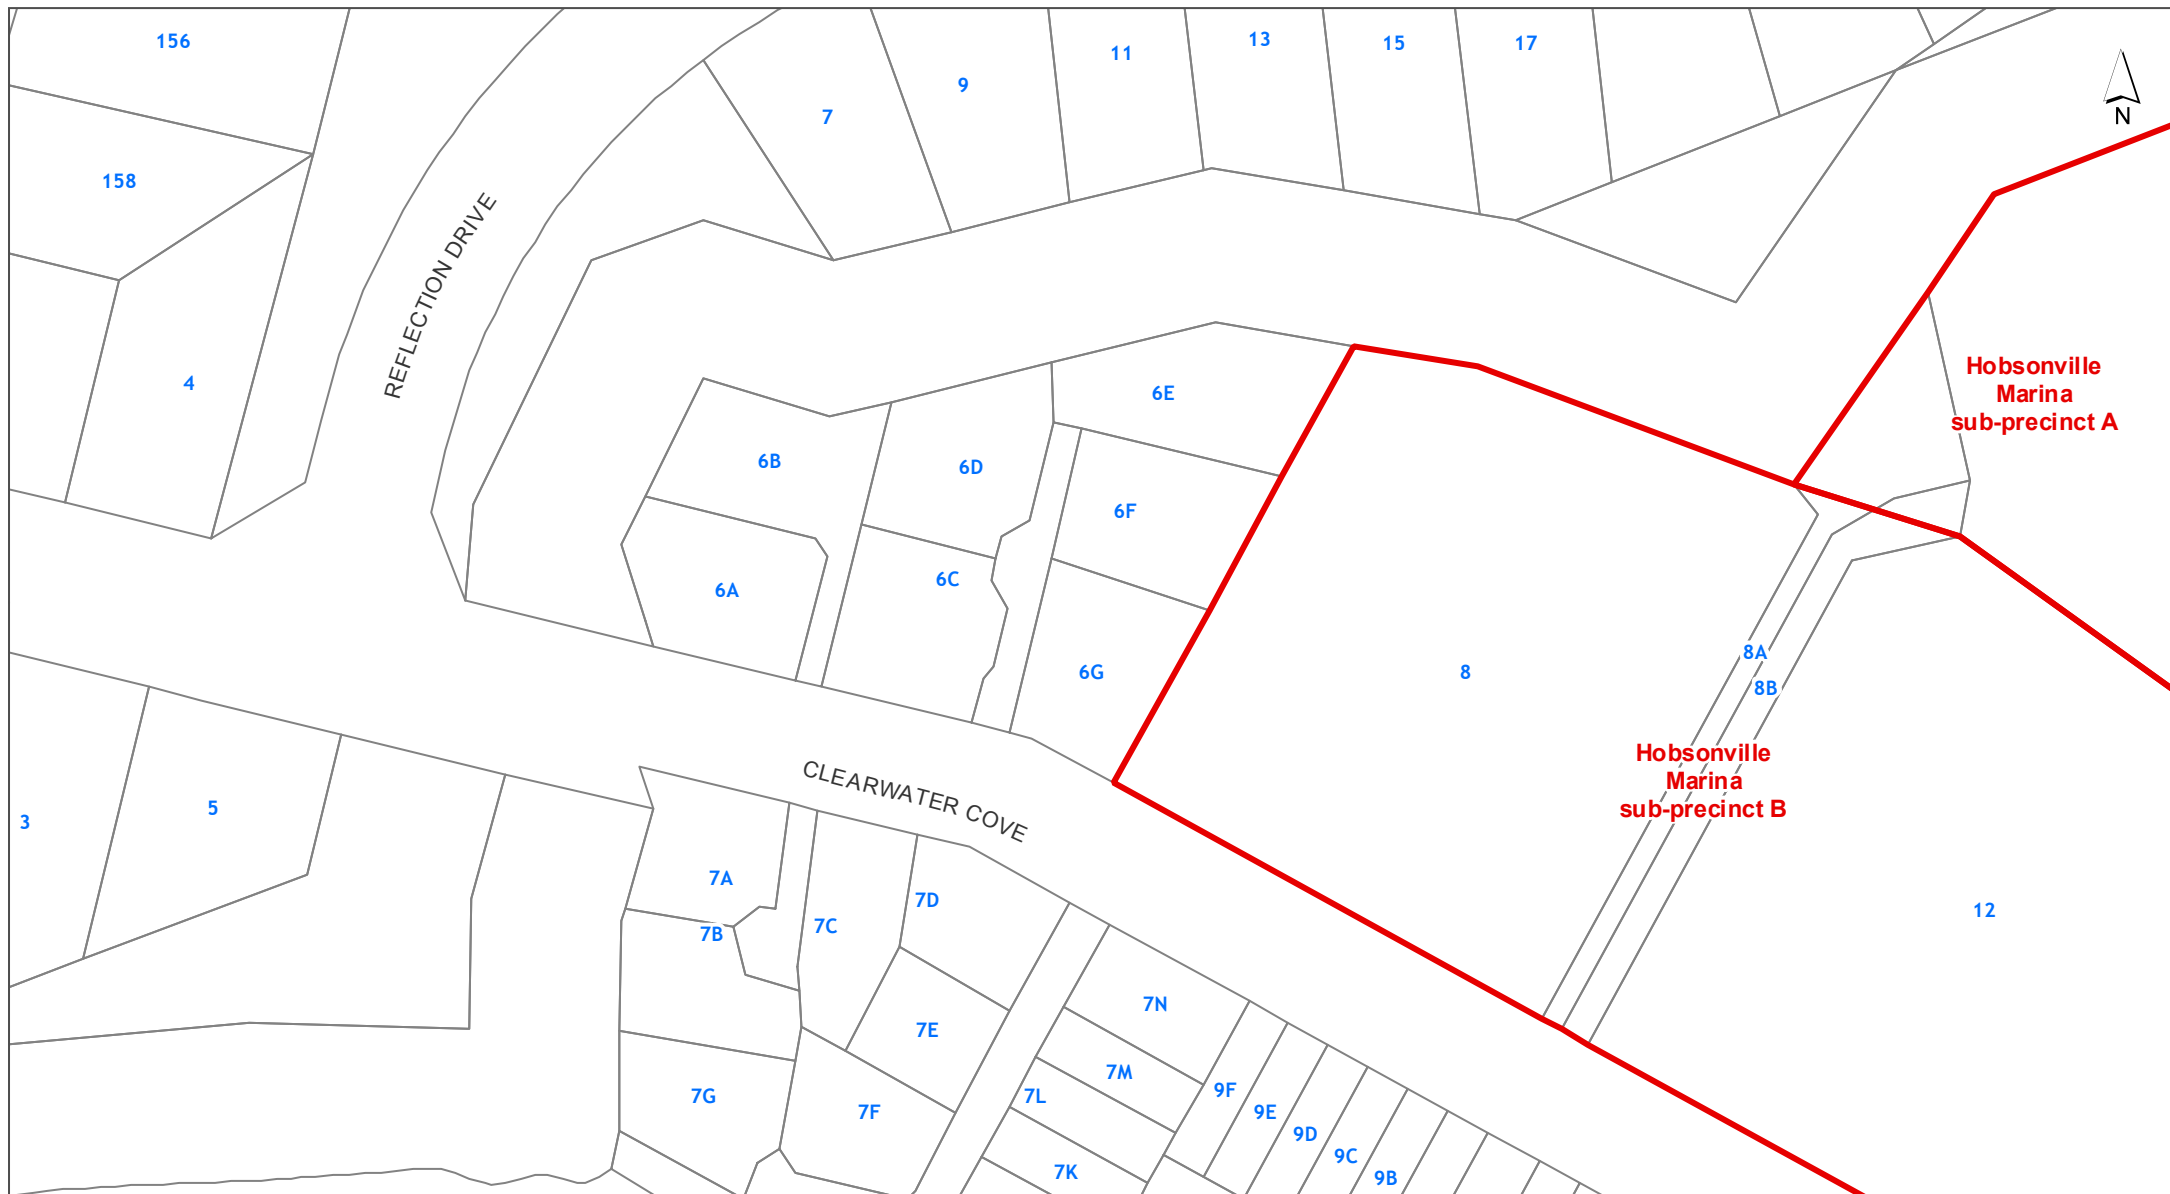 156
13
15
17
11
9
7
N
158
REFLECTION DRIVE
4
Hobsonville
Marina
sub-precinct A
6E
6B
6D
6F
6C
6A
8
6G
8A
8B
Hobsonville
Marina
sub-precinct B
CLEARWATER COVE
3
5
7A
7D
7C
7B
12
7N
7E
7M
9F
7G
7L
7F
9E
9D
9C
7K
9B